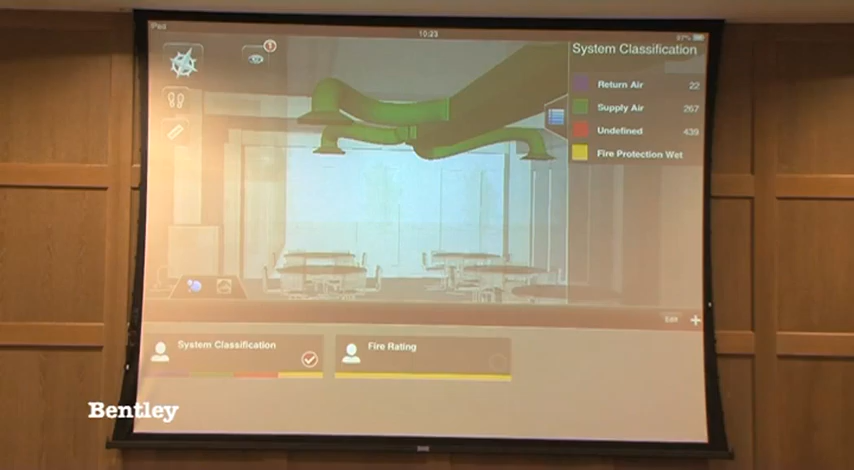 iPad
10:23
87%
System Classification
Return Air 22
Supply Air 267
Undefined 439
Fire Protection Wet
Edit
System Classification
Fire Rating
Bentley